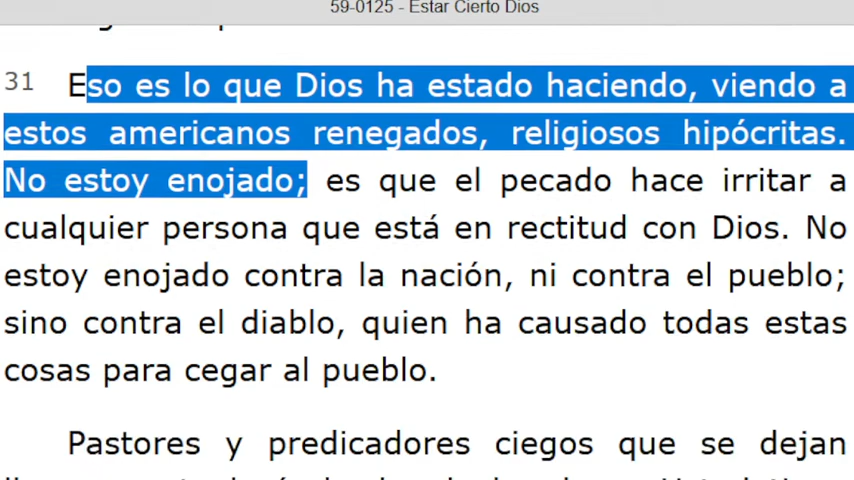 59-0125 - Estar Cierto Dios
31 Eso es lo que Dios ha estado haciendo, viendo a
estos americanos renegados, religiosos hipócritas.
No estoy enojado; es que el pecado hace irritar a
cualquier persona que está en rectitud con Dios. No
estoy enojado contra la nación, ni contra el pueblo;
sino contra el diablo, quien ha causado todas estas
cosas para cegar al pueblo.
Pastores y predicadores ciegos que se dejan